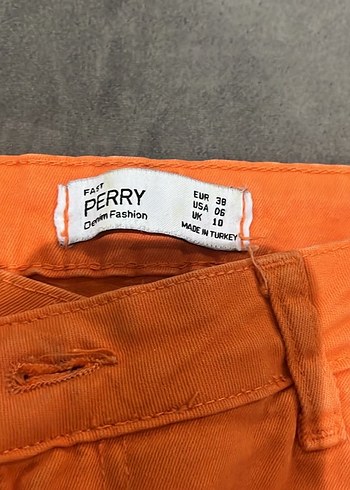 FAST
PERRY
Denim Fashion
EUR 38
USA 06
UK 10
MADE IN TURKEY